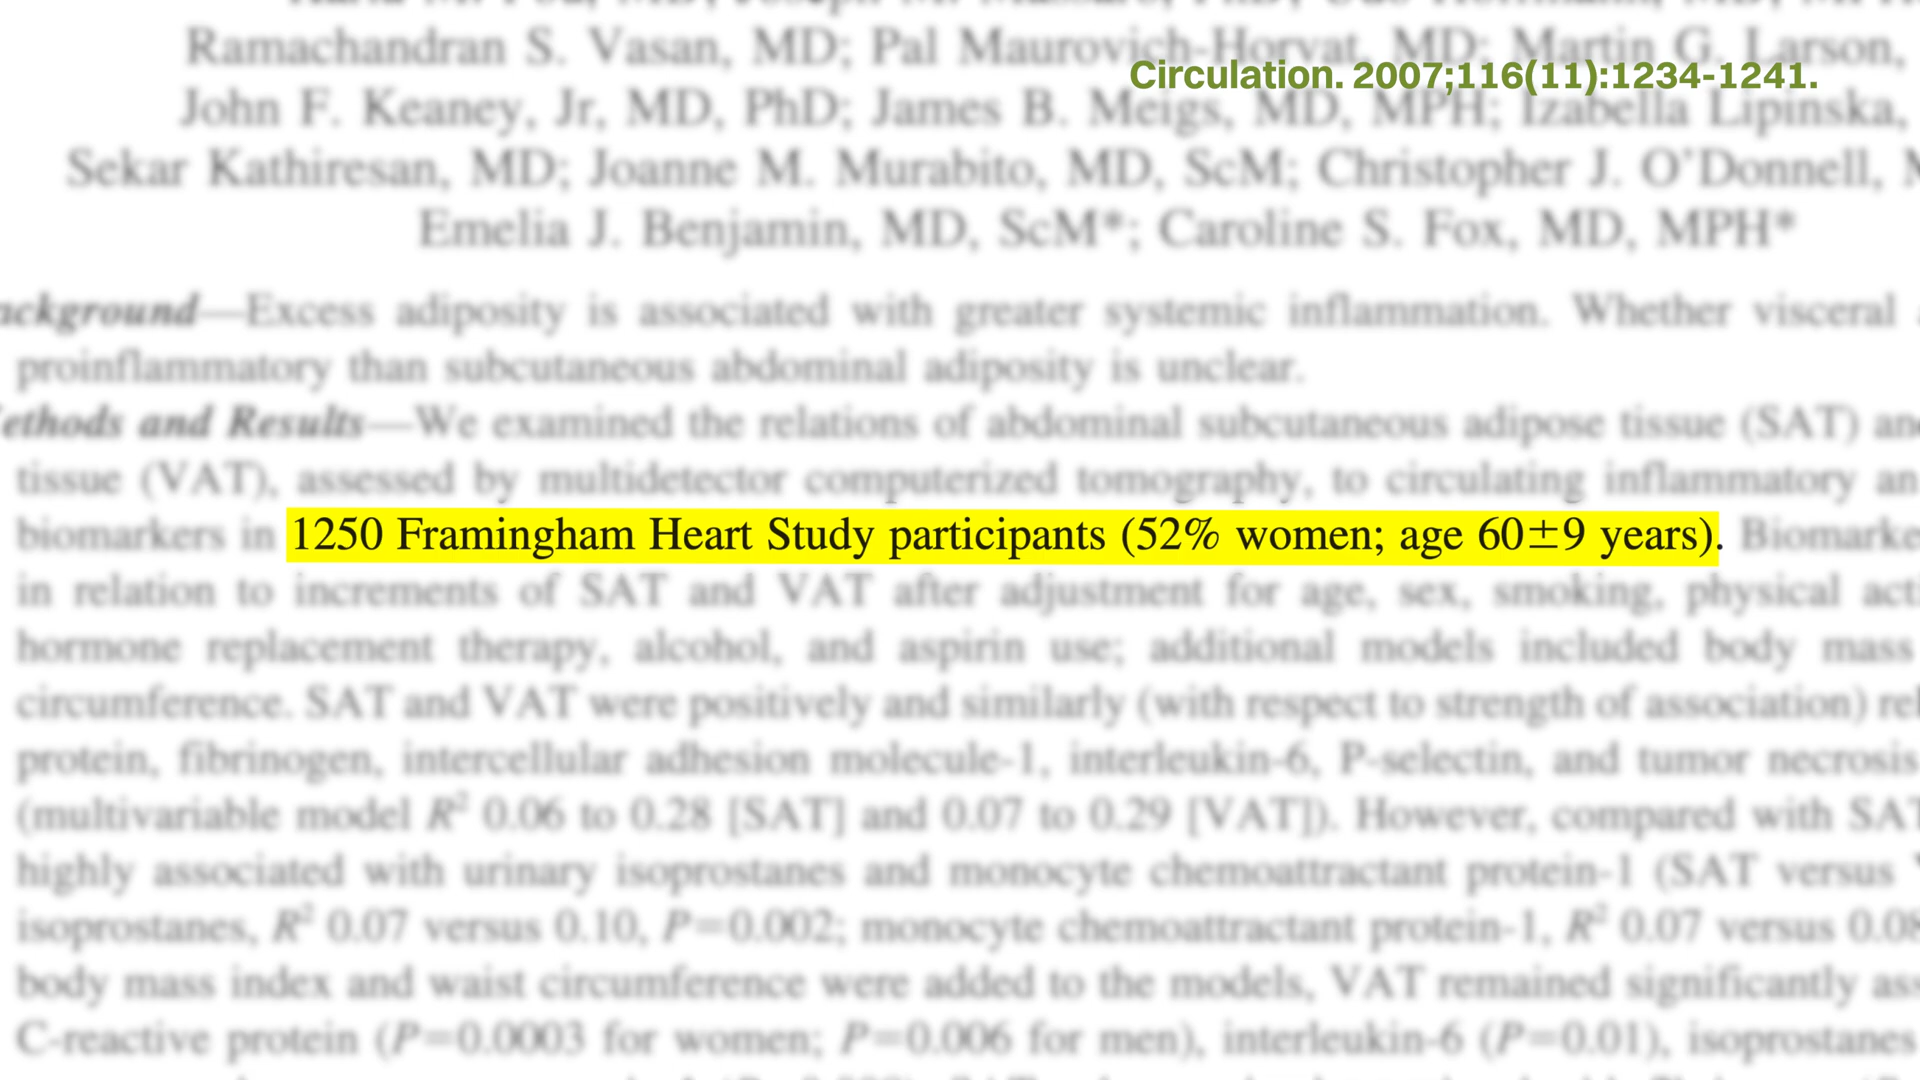 Ramachandran S. Vasan, MD; Pal Maurovich-Horvat, MD; Martin G. Larson,
Circulation. 2007;116(11):1234-1241.
John F. Keaney, Jr, MD, PhD; James B. Meigs, MD, MPH; Izabella Lipinska,
Sekar Kathiresan, MD; Joanne M. Murabito, MD, ScM; Christopher J. O'Donnell,
Emelia J. Benjamin, MD, ScM*; Caroline S. Fox, MD, MPH*
ackground—Excess adiposity is associated with greater systemic inflammation. Whether visceral
proinflammatory than subcutaneous abdominal adiposity is unclear.
ethods and Results—We examined the relations of abdominal subcutaneous adipose tissue (SAT) an
tissue (VAT), assessed by multidetector computerized tomography, to circulating inflammatory an
biomarkers in 1250 Framingham Heart Study participants (52% women; age 60±9 years). Biomarke
in relation to increments of SAT and VAT after adjustment for age, sex, smoking, physical act
hormone replacement therapy, alcohol, and aspirin use; additional models included body mass
circumference. SAT and VAT were positively and similarly (with respect to strength of association) rel
protein, fibrinogen, intercellular adhesion molecule-1, interleukin-6, P-selectin, and tumor necrosis
(multivariable model R² 0.06 to 0.28 [SAT] and 0.07 to 0.29 [VAT]). However, compared with SAT
highly associated with urinary isoprostanes and monocyte chemoattractant protein-1 (SAT versus
isoprostanes, R² 0.07 versus 0.10, P=0.002; monocyte chemoattractant protein-1, R² 0.07 versus 0.08
body mass index and waist circumference were added to the models, VAT remained significantly ass
C-reactive protein (P=0.0003 for women; P=0.006 for men), interleukin-6 (P=0.01), isoprostanes